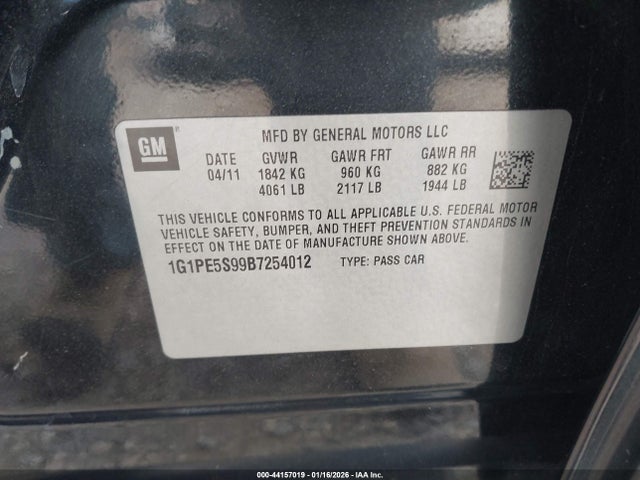 GM
MFD BY GENERAL MOTORS LLC
DATE GVWR GAWR FRT GAWR RR
04/11 1842 KG 960 KG 882 KG
4061 LB 2117 LB 1944 LB
THIS VEHICLE CONFORMS TO ALL APPLICABLE U.S. FEDERAL MOTOR
VEHICLE SAFETY, BUMPER, AND THEFT PREVENTION STANDARDS IN
EFFECT ON THE DATE OF MANUFACTURE SHOWN ABOVE.
1G1PE5S99B7254012 TYPE: PASS CAR
000-44157019 | 01/16/2026 | IAA Inc.